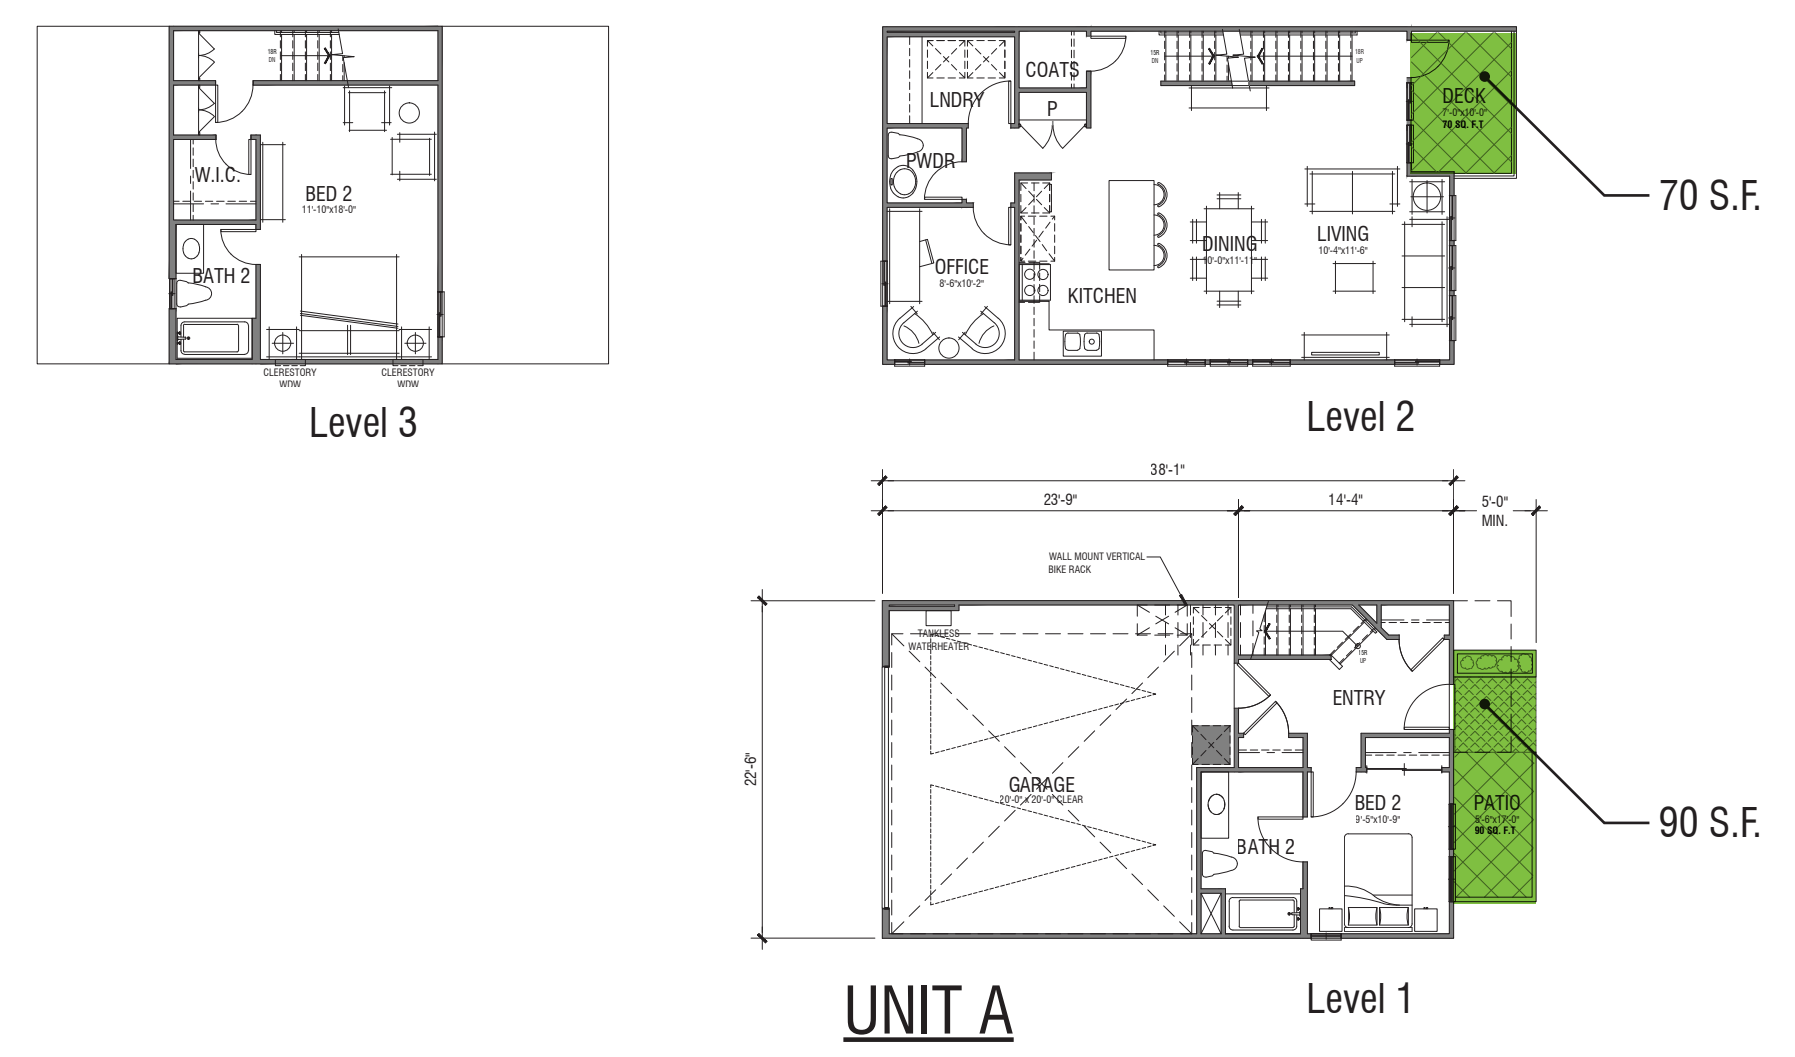 18R
DN
W.I.C.
BED 2
11'-10"x18'-0"
BATH 2
CLERESTORY
WDW
CLERESTORY
WDW
Level 3
COATS
LNDRY
P
PWDR
15R
DN
18R
UP
DECK
7'-0"x10'-0"
70 SQ. F.T
70 S.F.
OFFICE
8'-6"x10'-2"
KITCHEN
DINING
10'-0"x11'-11"
LIVING
10'-4"x11'-6"
Level 2
38'-1"
23'-9"
14'-4"
5'-0"
MIN.
WALL MOUNT VERTICAL
BIKE RACK
TANKLESS
WATERHEATER
22'-6"
15R
UP
ENTRY
GARAGE
20'-0" x 20'-0" CLEAR
BED 2
9'-5"x10'-9"
BATH 2
PATIO
5'-6"x17'-0"
90 SQ. F.T
90 S.F.
UNIT A
Level 1